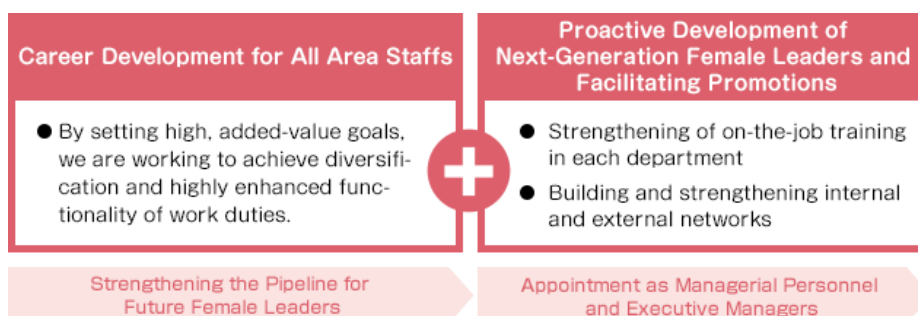 Career Development for All Area Staffs
● By setting high, added-value goals,
we are working to achieve diversifi-
cation and highly enhanced func-
tionality of work duties.
Proactive Development of
Next-Generation Female Leaders and
Facilitating Promotions
● Strengthening of on-the-job training
in each department
● Building and strengthening internal
and external networks
Strengthening the Pipeline for
Future Female Leaders
Appointment as Managerial Personnel
and Executive Managers